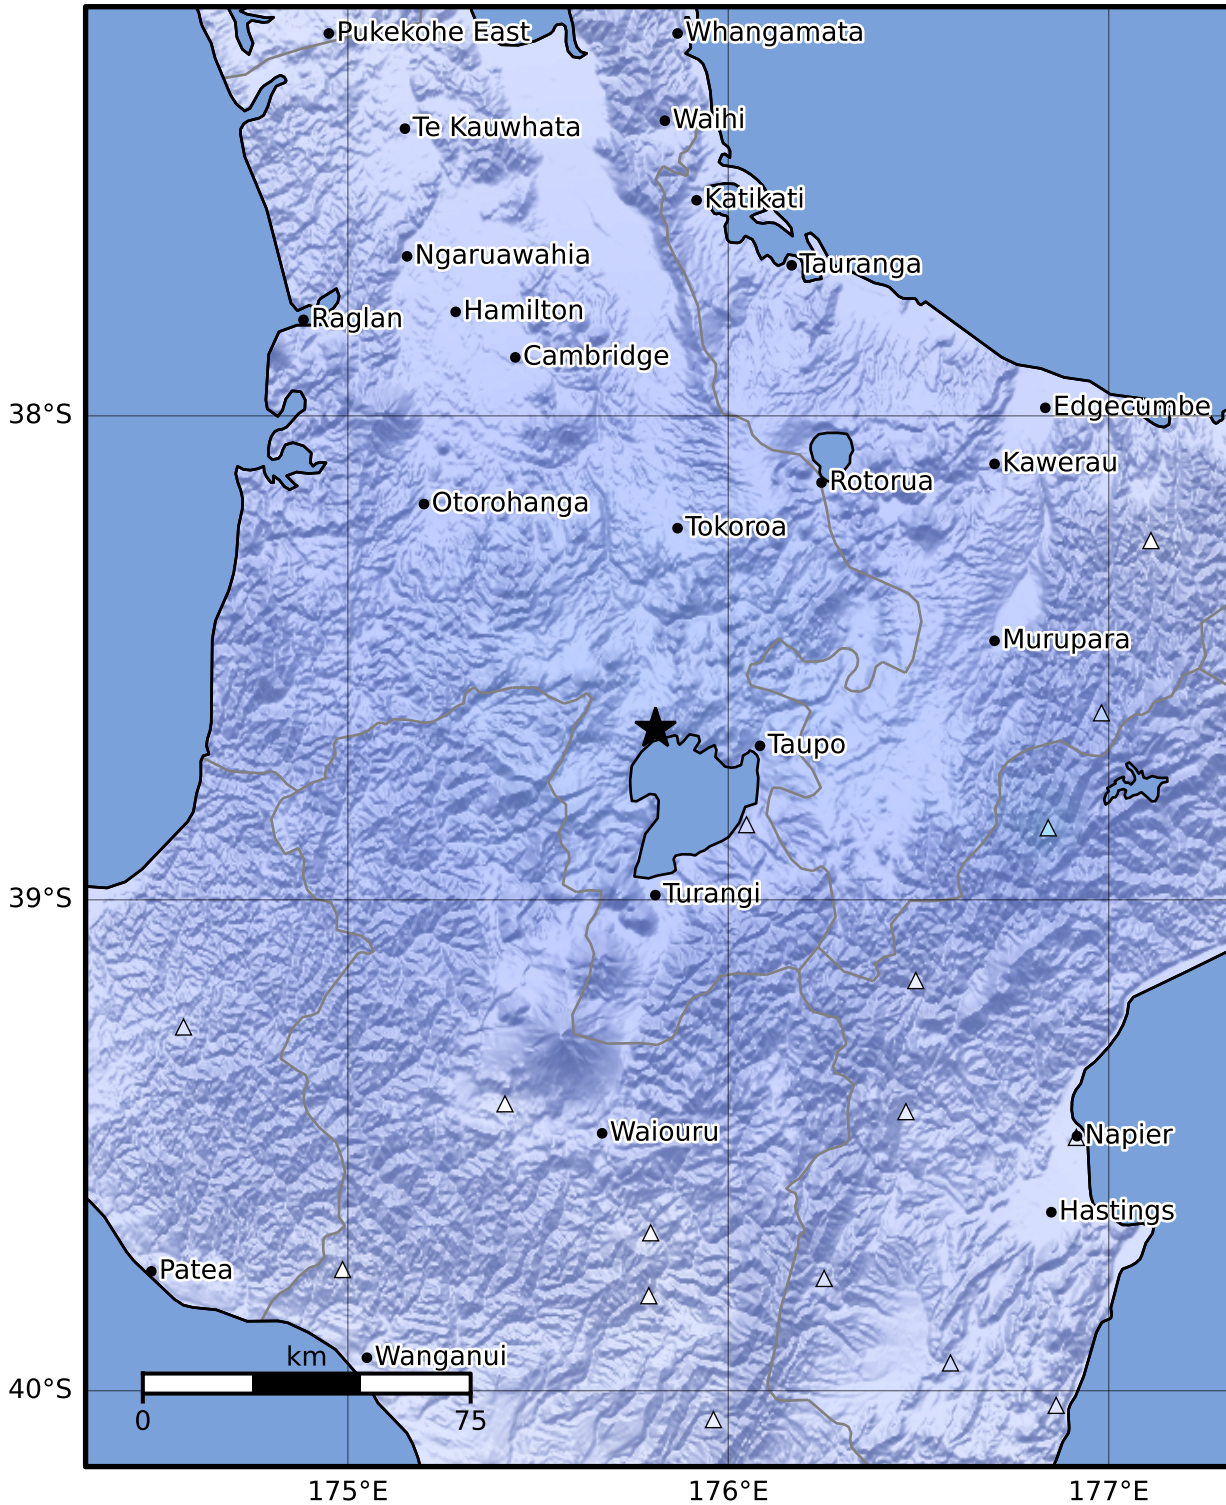 Pukekohe East
Whangamata
Te Kauwhata
Waihi
Katikati
Ngaruawahia
Tauranga
Hamilton
Raglan
Cambridge
38°S
Edgecumbe
Kawerau
Rotorua
Otorohanga
Tokoroa
Murupara
Taupo
39°S
Turangi
Waiouru
Napier
Hastings
Patea
Wanganui
km
40°S
0
75
175°E
176°E
177°E